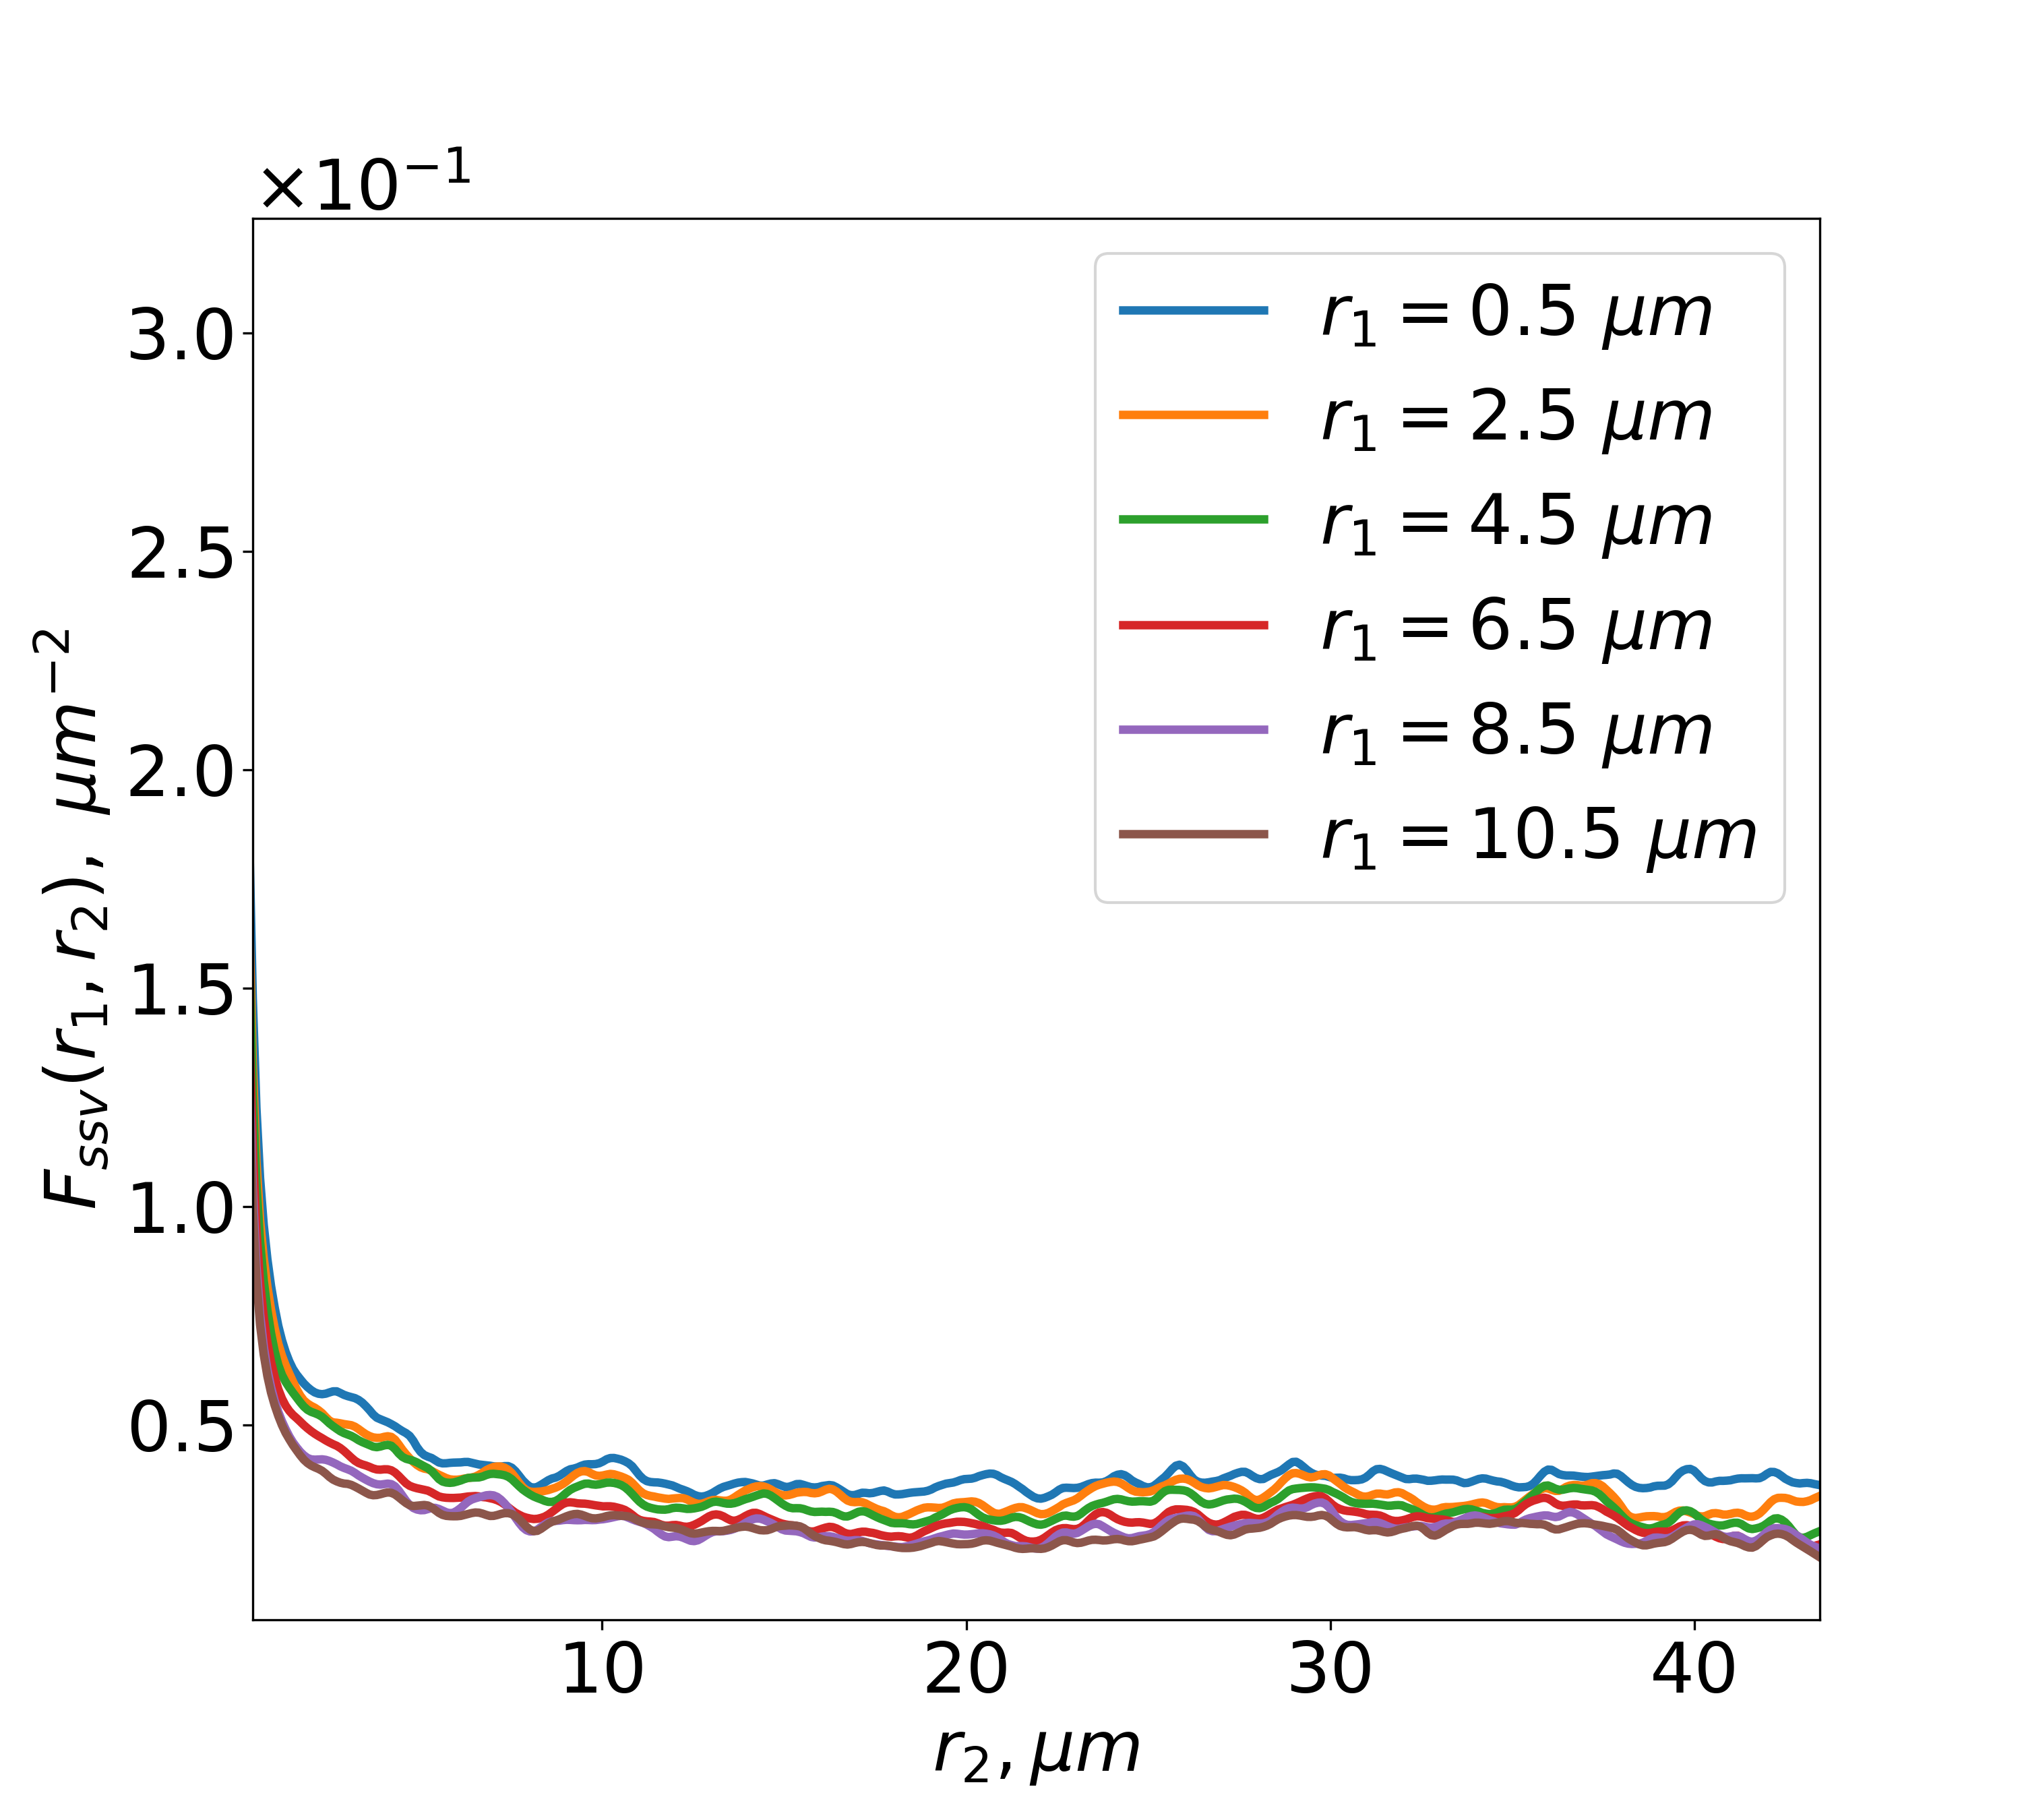 ×10⁻¹
3.0
2.5
2.0
1.5
1.0
0.5
F_ssv(r₁, r₂), μm⁻²
r₁ = 0.5 μm
r₁ = 2.5 μm
r₁ = 4.5 μm
r₁ = 6.5 μm
r₁ = 8.5 μm
r₁ = 10.5 μm
10 20 30 40
r₂, μm